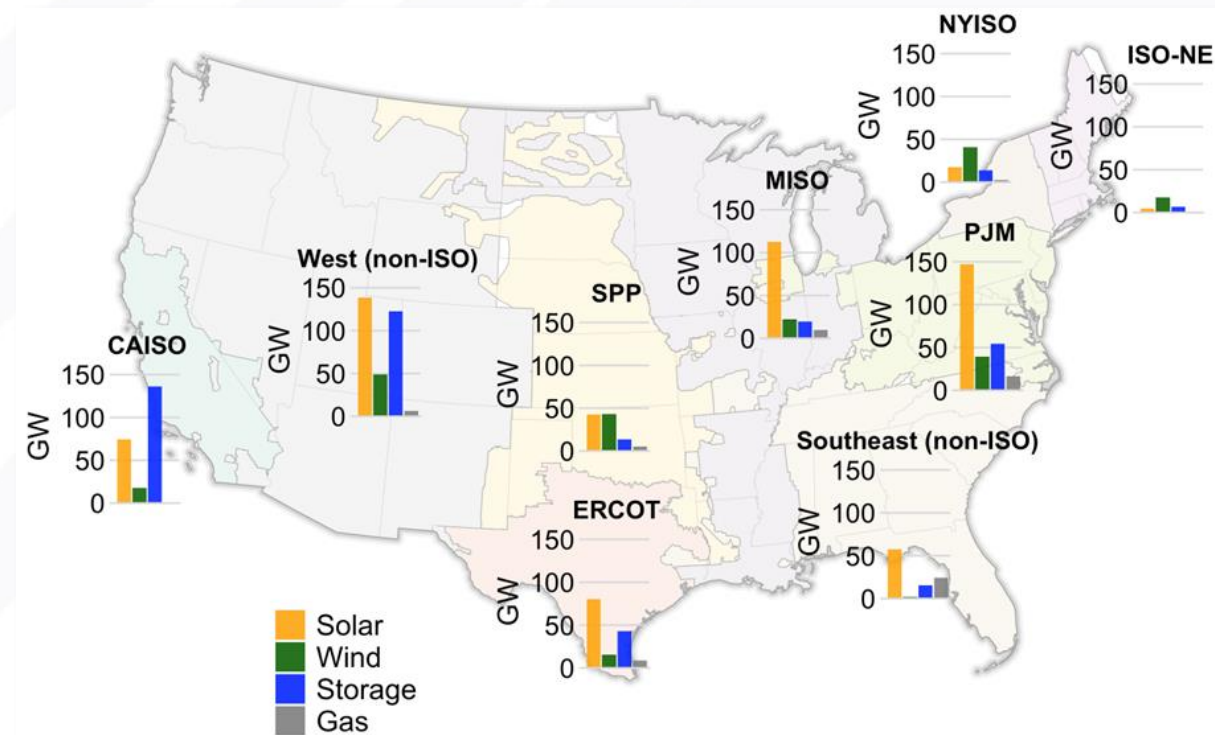 NYISO
150
100
50
0
GW
ISO-NE
150
100
50
0
GW
MISO
150
100
50
0
GW
PJM
150
100
50
0
GW
West (non-ISO)
150
100
50
0
GW
SPP
150
100
50
0
GW
CAISO
150
100
50
0
GW
Southeast (non-ISO)
150
100
50
0
GW
ERCOT
150
100
50
0
GW
Solar
Wind
Storage
Gas